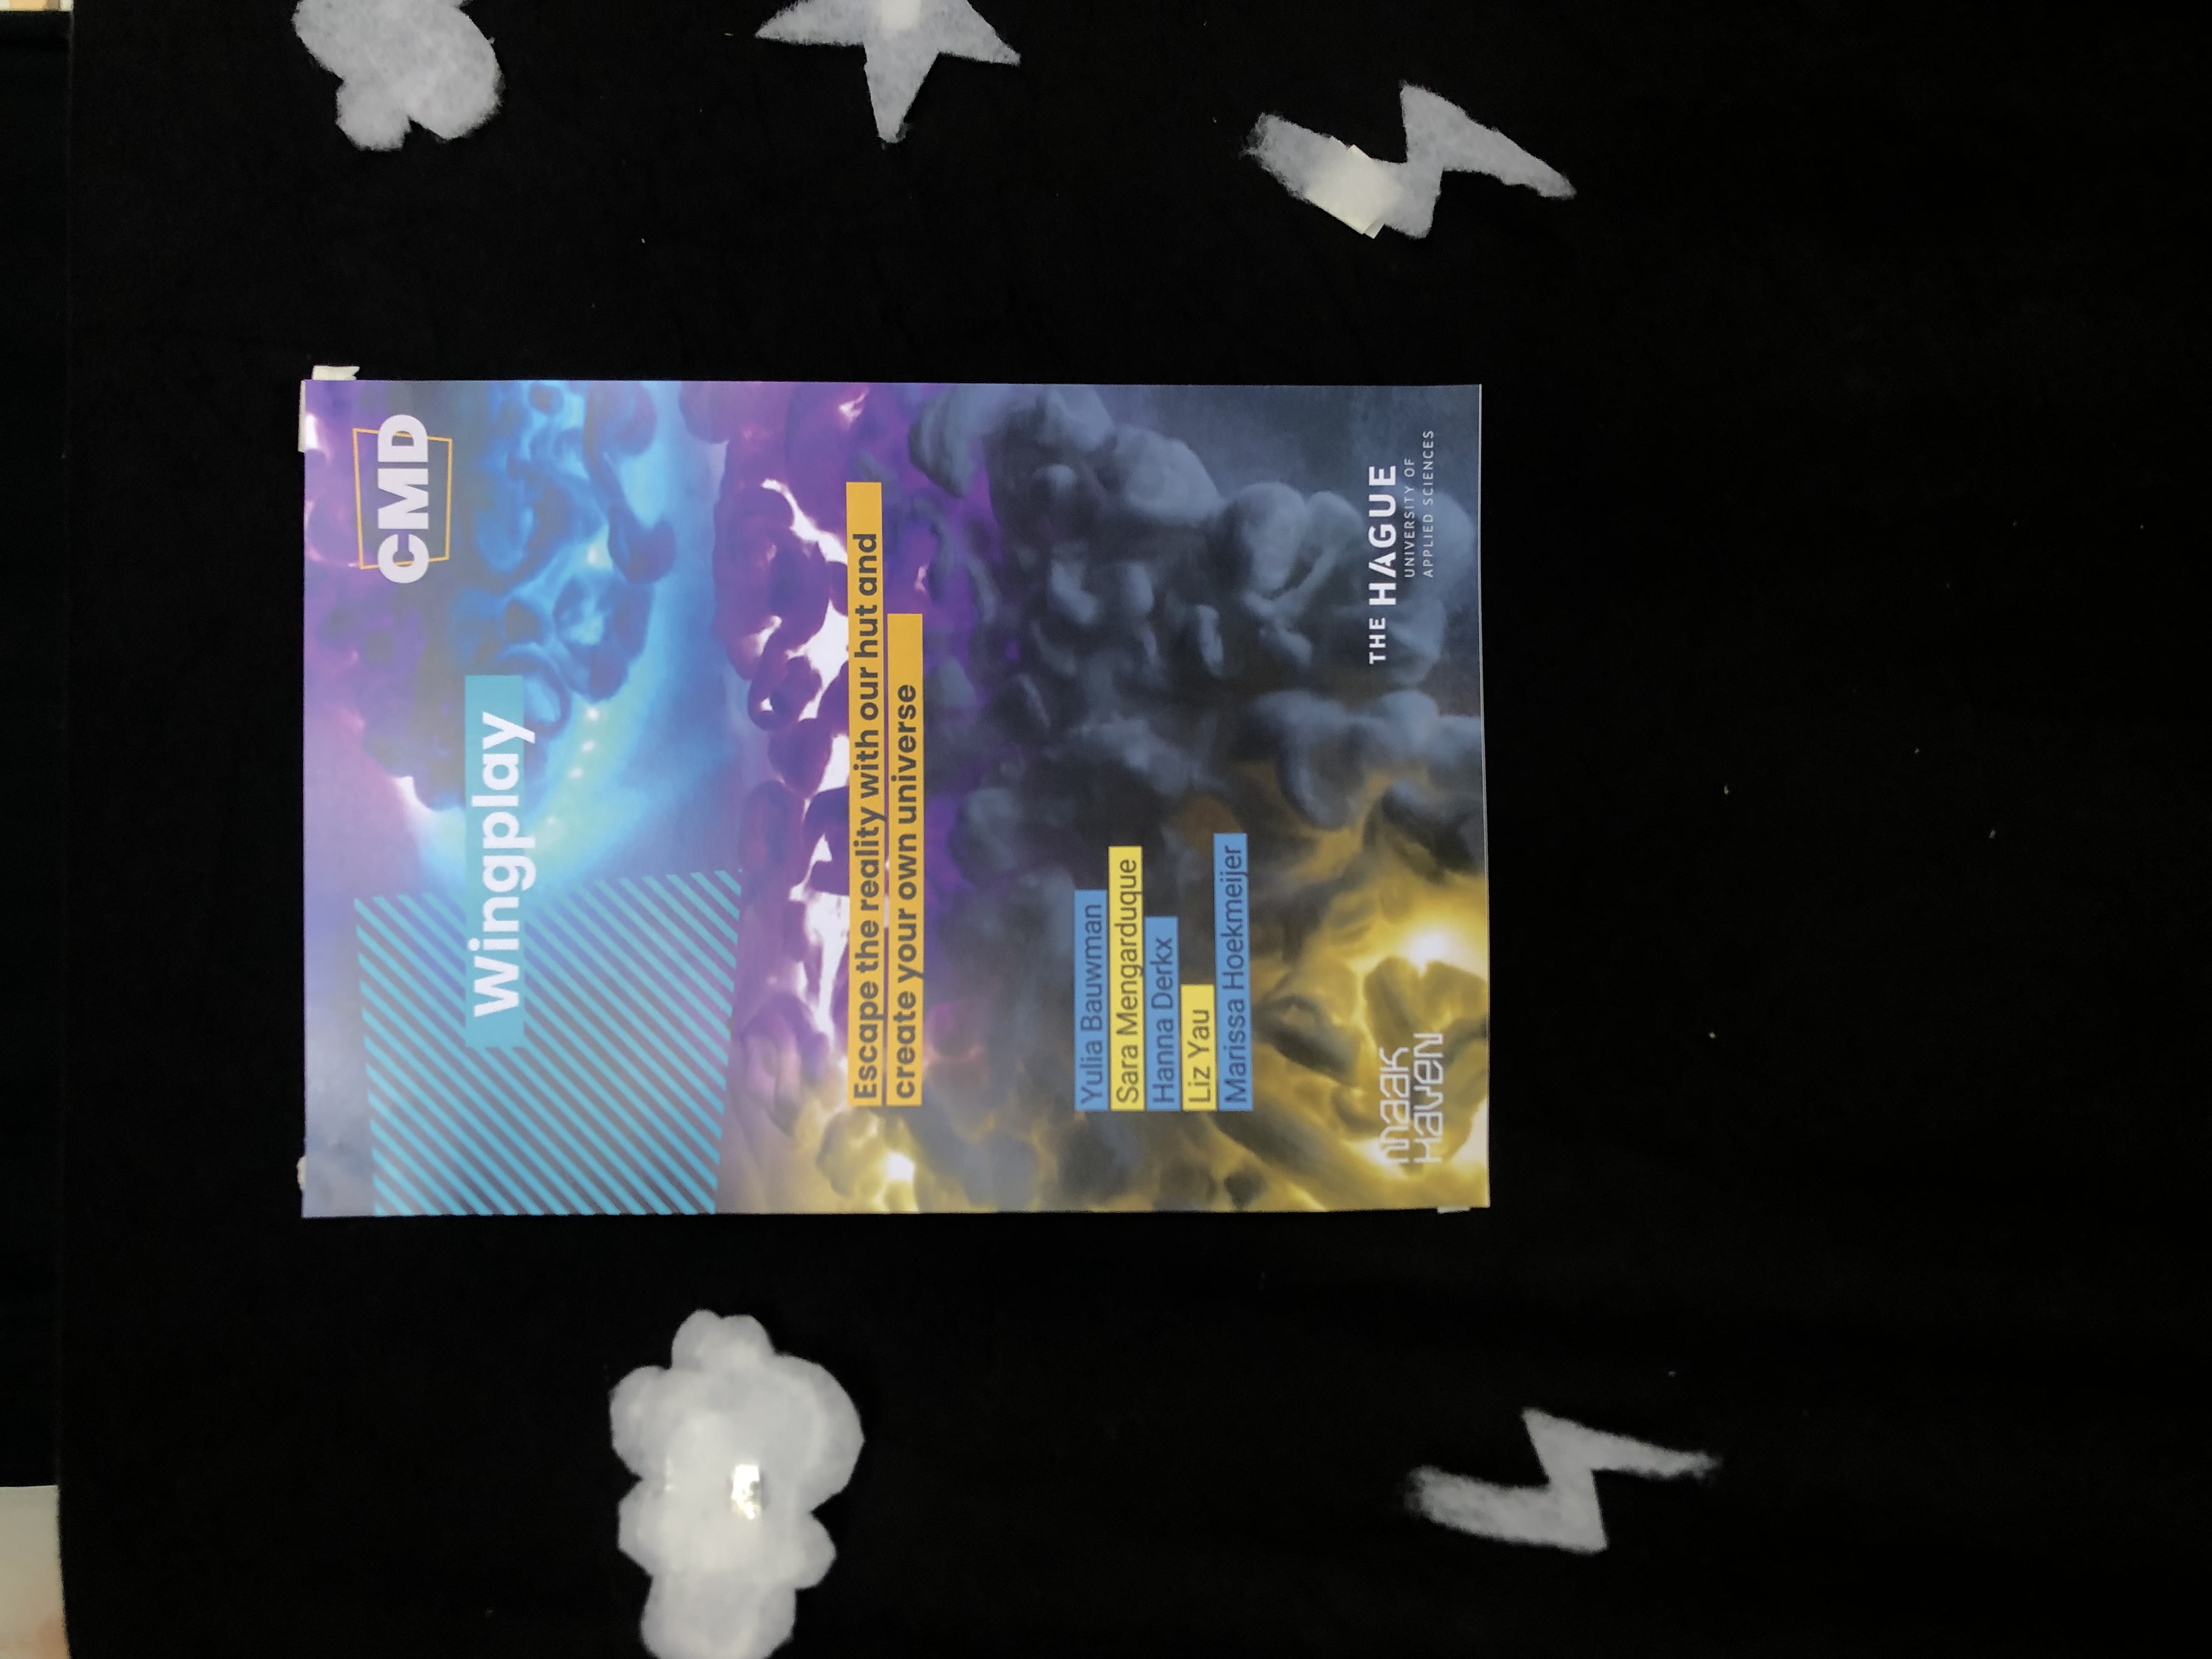 CMD
Wingplay
Escape the reality with our hut and
create your own universe
Yulia Bauwman
Sara Mengarduque
Hanna Derkx
Liz Yau
Marissa Hoekmeijer
maak
Haven
THE HAGUE
UNIVERSITY OF
APPLIED SCIENCES